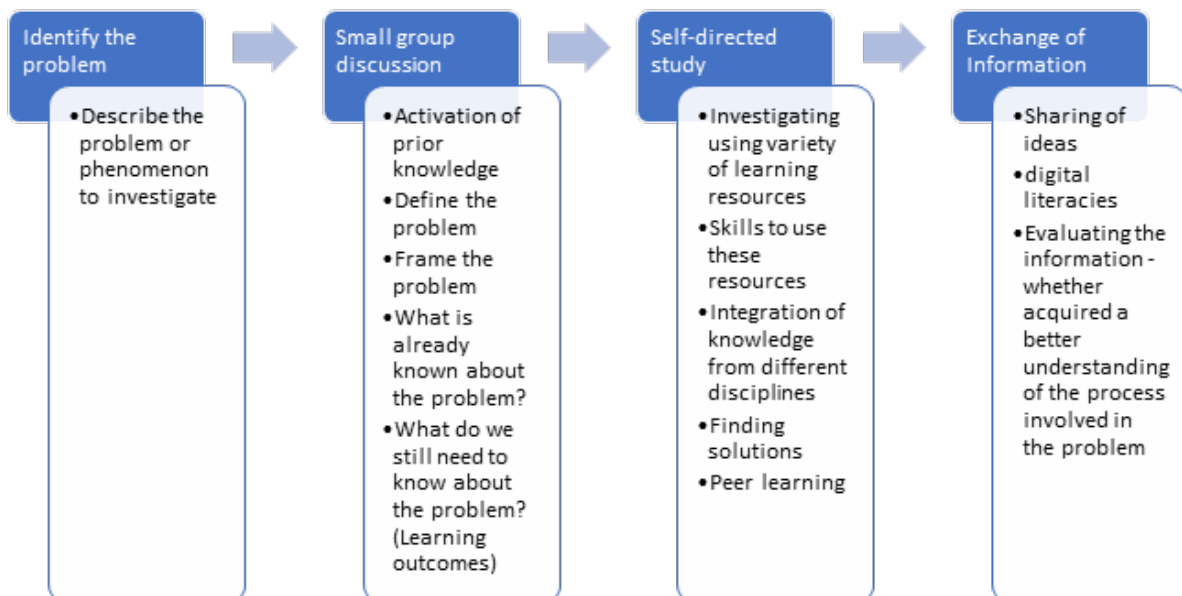 Identify the
problem
•Describe the
problem or
phenomenon
to investigate
Small group
discussion
•Activation of
prior
knowledge
•Define the
problem
•Frame the
problem
•What is
already
known about
the problem?
•What do we
still need to
know about
the problem?
(Learning
outcomes)
Self-directed
study
•Investigating
using variety
of learning
resources
•Skills to use
these
resources
•Integration of
knowledge
from different
disciplines
•Finding
solutions
•Peer learning
Exchange of
Information
•Sharing of
ideas
•digital
literacies
•Evaluating the
information -
whether
acquired a
better
understanding
of the process
involved in
the problem